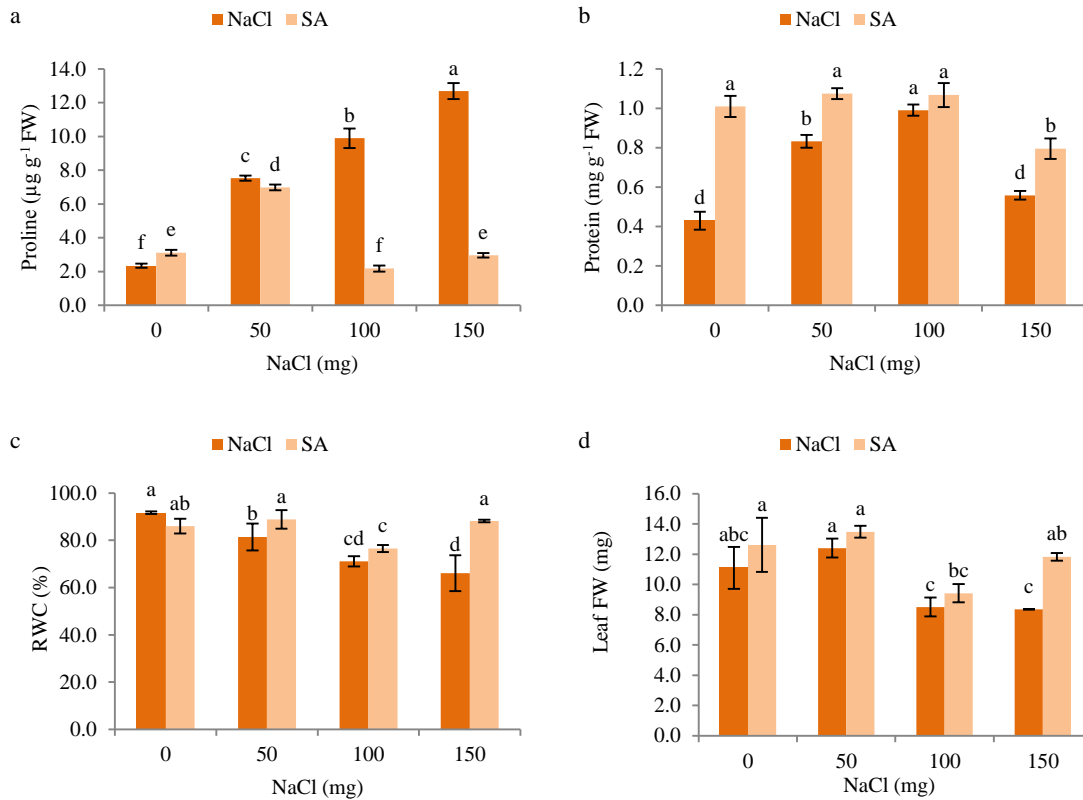 a
NaCl SA
14.0
12.0
10.0
8.0
6.0
4.0
2.0
0.0
Proline (µg g-1 FW)
f e c d b f a e
0 50 100 150
NaCl (mg)
b
NaCl SA
1.2
1.0
0.8
0.6
0.4
0.2
0.0
Protein (mg g-1 FW)
d a b a a a d b
0 50 100 150
NaCl (mg)
c
NaCl SA
100.0
80.0
60.0
40.0
20.0
0.0
RWC (%)
a ab b a cd c d a
0 50 100 150
NaCl (mg)
d
NaCl SA
16.0
14.0
12.0
10.0
8.0
6.0
4.0
2.0
0.0
Leaf FW (mg)
abc a a a c bc c ab
0 50 100 150
NaCl (mg)